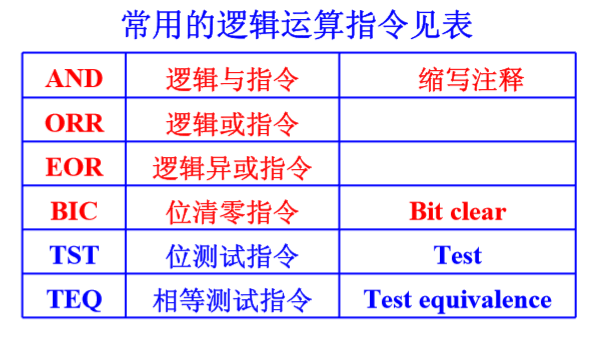 常用的逻辑运算指令见表
AND 逻辑与指令 缩写注释
ORR 逻辑或指令
EOR 逻辑异或指令
BIC 位清零指令 Bit clear
TST 位测试指令 Test
TEQ 相等测试指令 Test equivalence